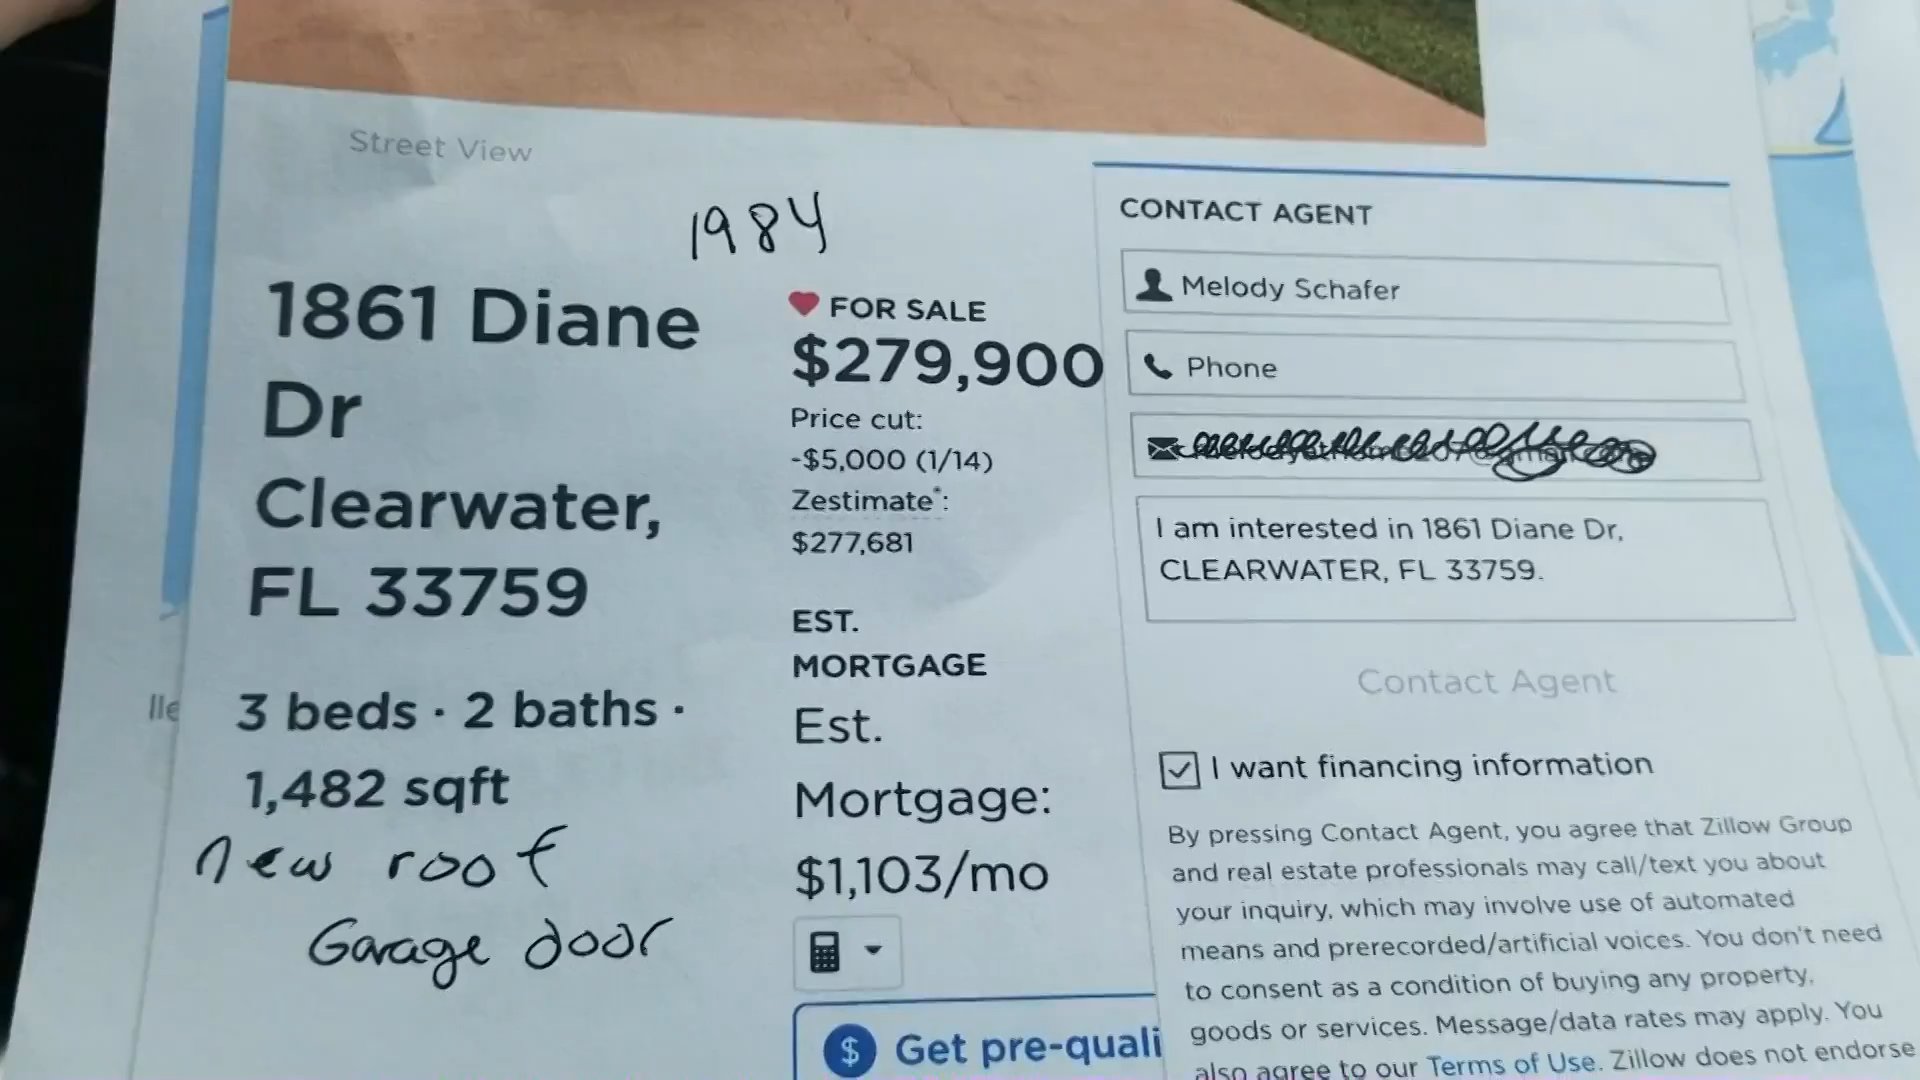 Street View
1984
1861 Diane
Dr
Clearwater,
FL 33759
3 beds · 2 baths ·
1,482 sqft
new roof
Garage door
lle
FOR SALE
$279,900
Price cut:
-$5,000 (1/14)
Zestimate*:
$277,681
EST.
MORTGAGE
Est.
Mortgage:
$1,103/mo
$ Get pre-quali
CONTACT AGENT
Melody Schafer
Phone
I am interested in 1861 Diane Dr,
CLEARWATER, FL 33759.
Contact Agent
I want financing information
By pressing Contact Agent, you agree that Zillow Group
and real estate professionals may call/text you about
your inquiry, which may involve use of automated
means and prerecorded/artificial voices. You don't need
to consent as a condition of buying any property,
goods or services. Message/data rates may apply. You
also agree to our Terms of Use. Zillow does not endorse